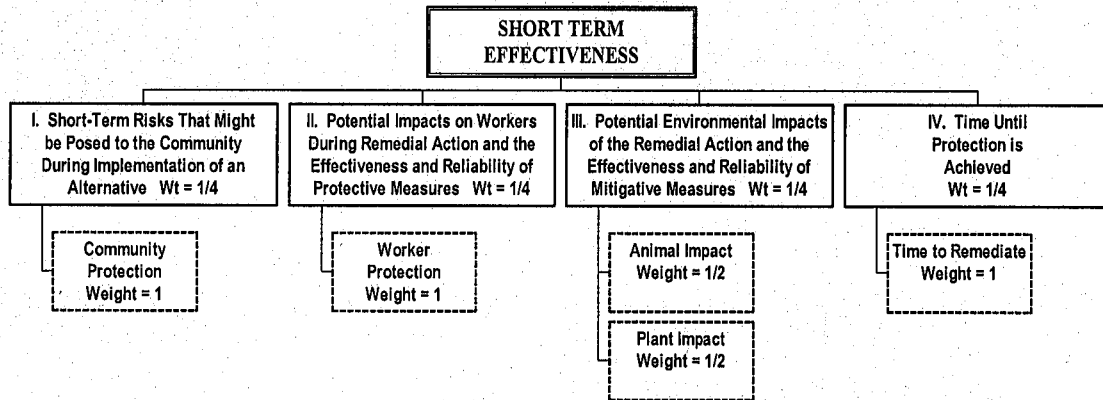 SHORT TERM
EFFECTIVENESS
I. Short-Term Risks That Might
be Posed to the Community
During Implementation of an
Alternative Wt = 1/4
II. Potential Impacts on Workers
During Remedial Action and the
Effectiveness and Reliability of
Protective Measures Wt = 1/4
III. Potential Environmental Impacts
of the Remedial Action and the
Effectiveness and Reliability of
Mitigative Measures Wt = 1/4
IV. Time Until
Protection is
Achieved
Wt = 1/4
Community
Protection
Weight = 1
Worker
Protection
Weight = 1
Animal Impact
Weight = 1/2
Plant Impact
Weight = 1/2
Time to Remediate
Weight = 1